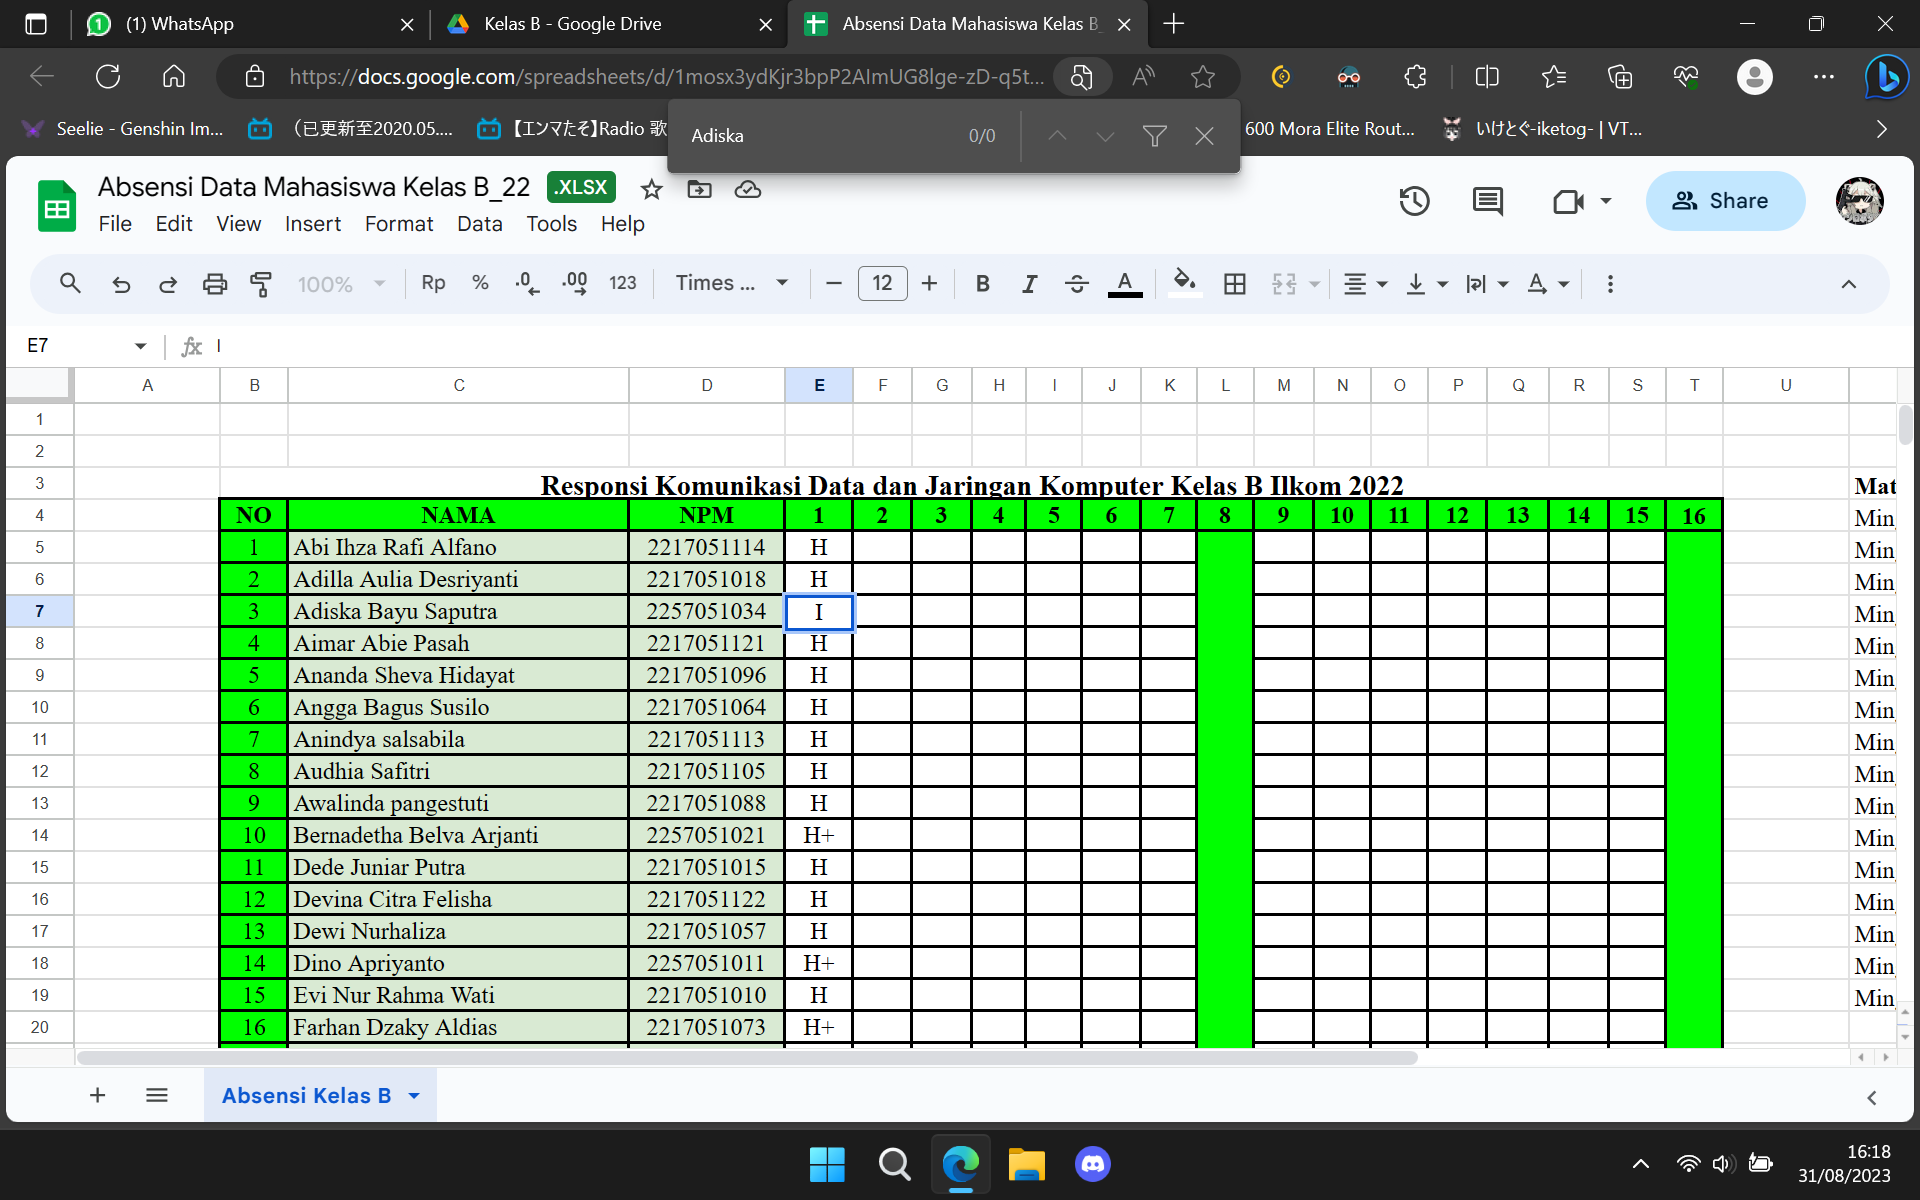 (1) WhatsApp
Kelas B - Google Drive
Absensi Data Mahasiswa Kelas B_
https://docs.google.com/spreadsheets/d/1mosx3ydKjr3bpP2AImUG8lge-zD-q5t...
Seelie - Genshin Im...
（已更新至2020.05....
【エンマたそ】Radio 歌
600 Mora Elite Rout...
いけとぐ-iketog- | VT...
Adiska
0/0
Absensi Data Mahasiswa Kelas B_22
.XLSX
File Edit View Insert Format Data Tools Help
Share
100% Rp % .0 .00 123 Times ... 12 B I A
E7 fx I
A B C D E F G H I J K L M N O P Q R S T U
1
2
3 Responsi Komunikasi Data dan Jaringan Komputer Kelas B Ilkom 2022 Mat
4 NO NAMA NPM 1 2 3 4 5 6 7 8 9 10 11 12 13 14 15 16 Min
5 1 Abi Ihza Rafi Alfano 2217051114 H Min
6 2 Adilla Aulia Desriyanti 2217051018 H Min
7 3 Adiska Bayu Saputra 2257051034 I Min
8 4 Aimar Abie Pasah 2217051121 H Min
9 5 Ananda Sheva Hidayat 2217051096 H Min
10 6 Angga Bagus Susilo 2217051064 H Min
11 7 Anindya salsabila 2217051113 H Min
12 8 Audhia Safitri 2217051105 H Min
13 9 Awalinda pangestuti 2217051088 H Min
14 10 Bernadetha Belva Arjanti 2257051021 H+ Min
15 11 Dede Juniar Putra 2217051015 H Min
16 12 Devina Citra Felisha 2217051122 H Min
17 13 Dewi Nurhaliza 2217051057 H Min
18 14 Dino Apriyanto 2257051011 H+ Min
19 15 Evi Nur Rahma Wati 2217051010 H Min
20 16 Farhan Dzaky Aldias 2217051073 H+
Absensi Kelas B
16:18
31/08/2023